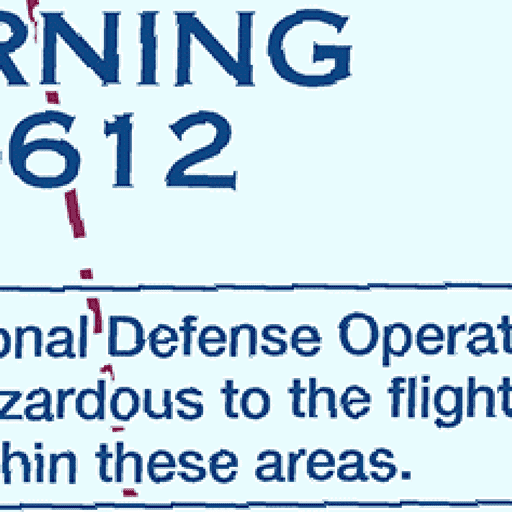 RNING
612
onal Defense Operat
zardous to the flight
hin these areas.